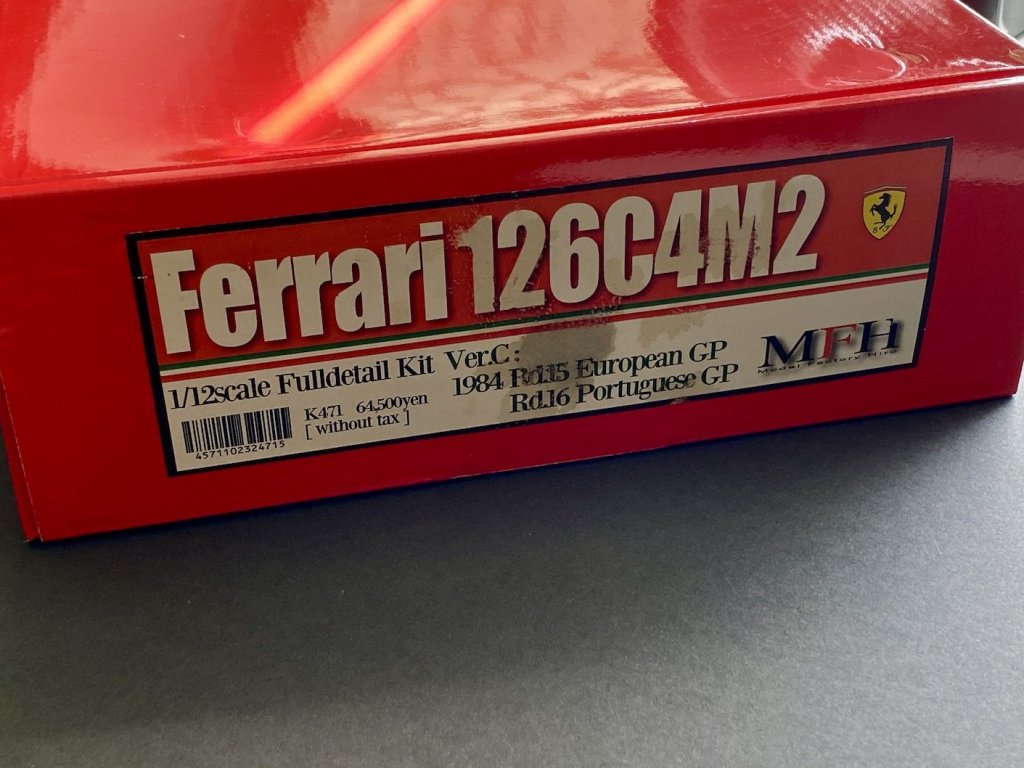 Ferrari 126C4M2
1/12scale Fulldetail Kit Ver.C :
1984 Rd.15 European GP
Rd.16 Portuguese GP
K471 64,500yen
[ without tax ]
4571102324715
MFH
Model Factory Hiro
S F